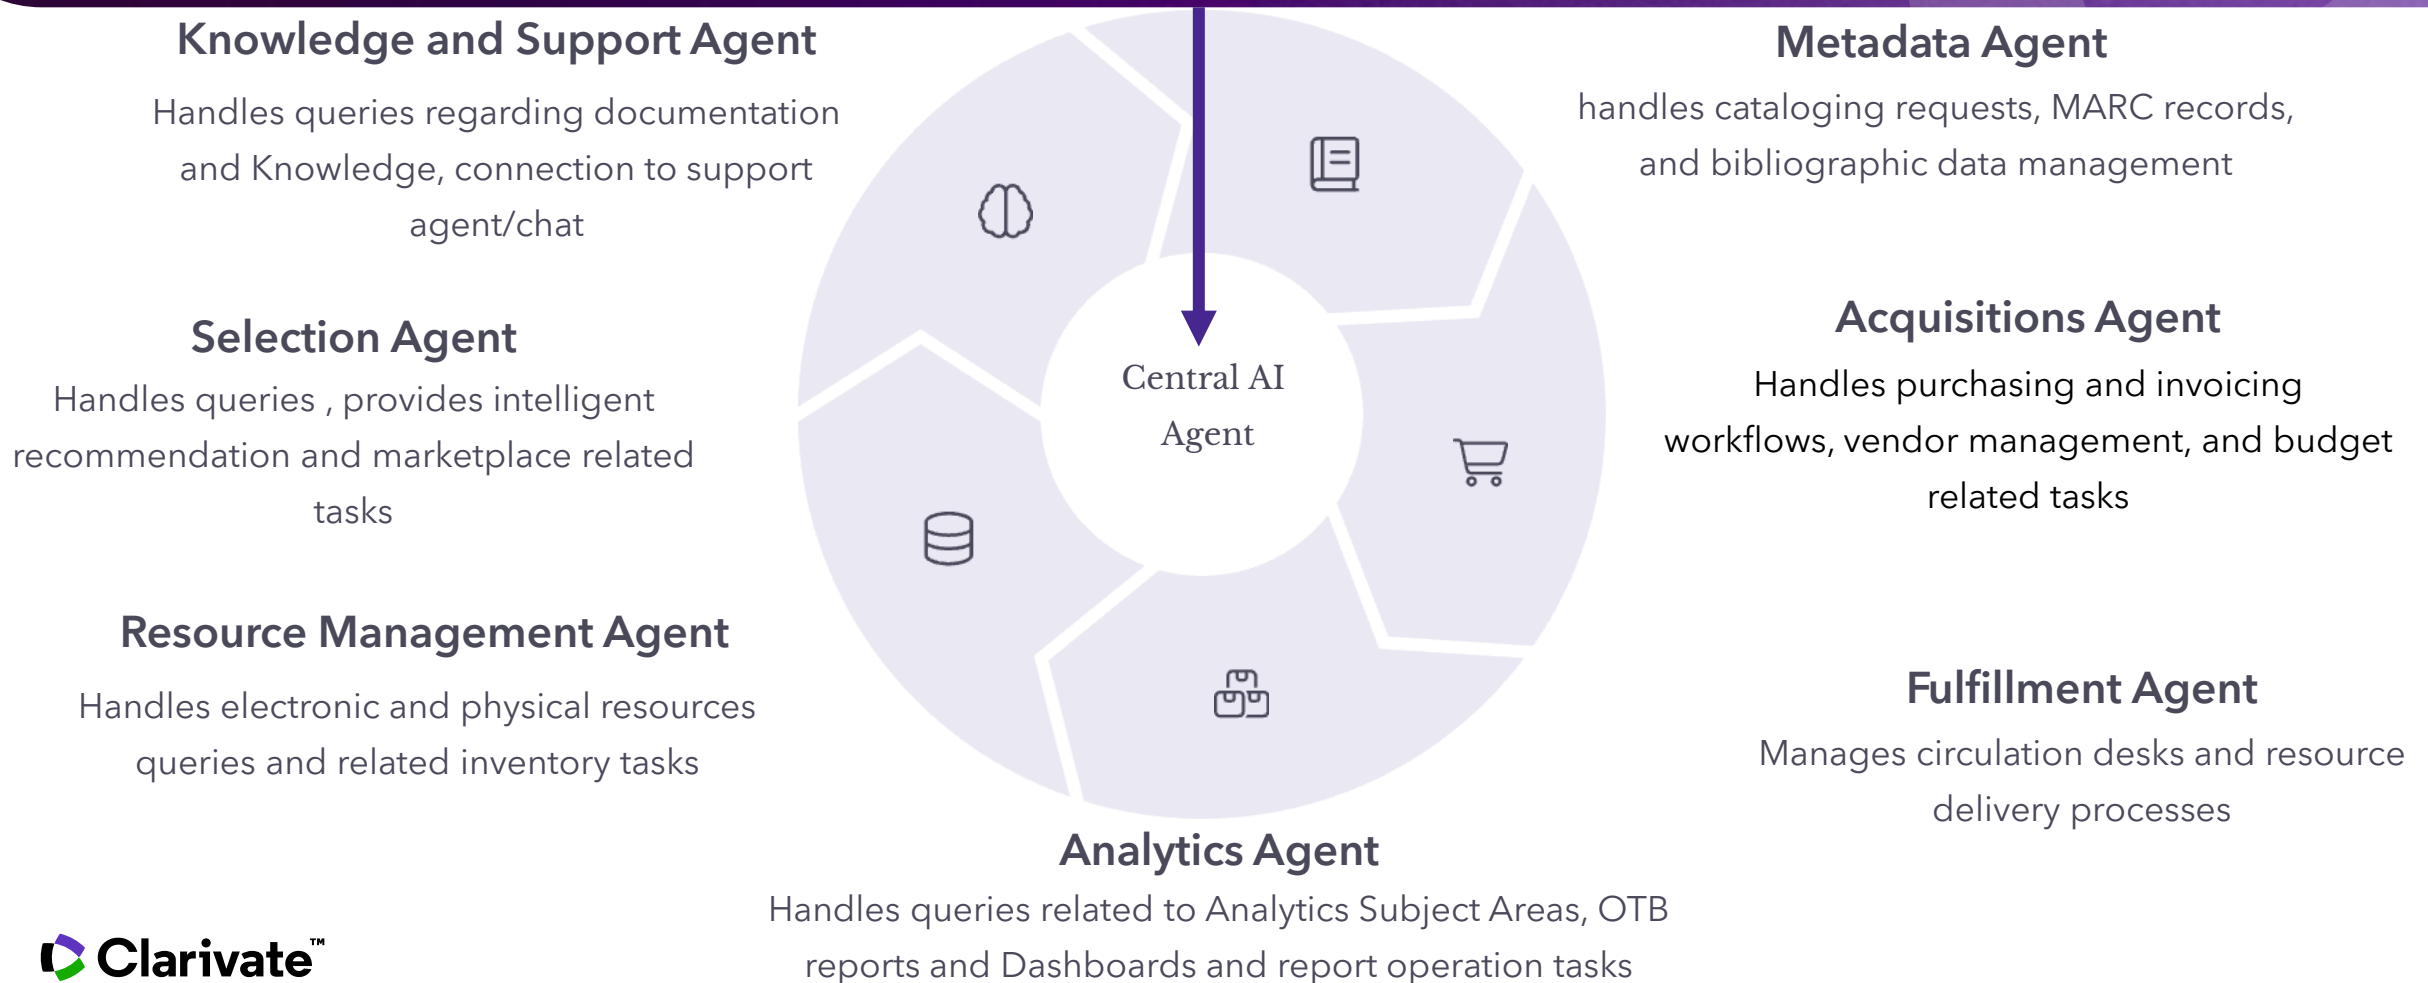 Knowledge and Support Agent
Handles queries regarding documentation
and Knowledge, connection to support
agent/chat
Selection Agent
Handles queries , provides intelligent
recommendation and marketplace related
tasks
Resource Management Agent
Handles electronic and physical resources
queries and related inventory tasks
Central AI
Agent
Metadata Agent
handles cataloging requests, MARC records,
and bibliographic data management
Acquisitions Agent
Handles purchasing and invoicing
workflows, vendor management, and budget
related tasks
Fulfillment Agent
Manages circulation desks and resource
delivery processes
Analytics Agent
Handles queries related to Analytics Subject Areas, OTB
reports and Dashboards and report operation tasks
Clarivate™